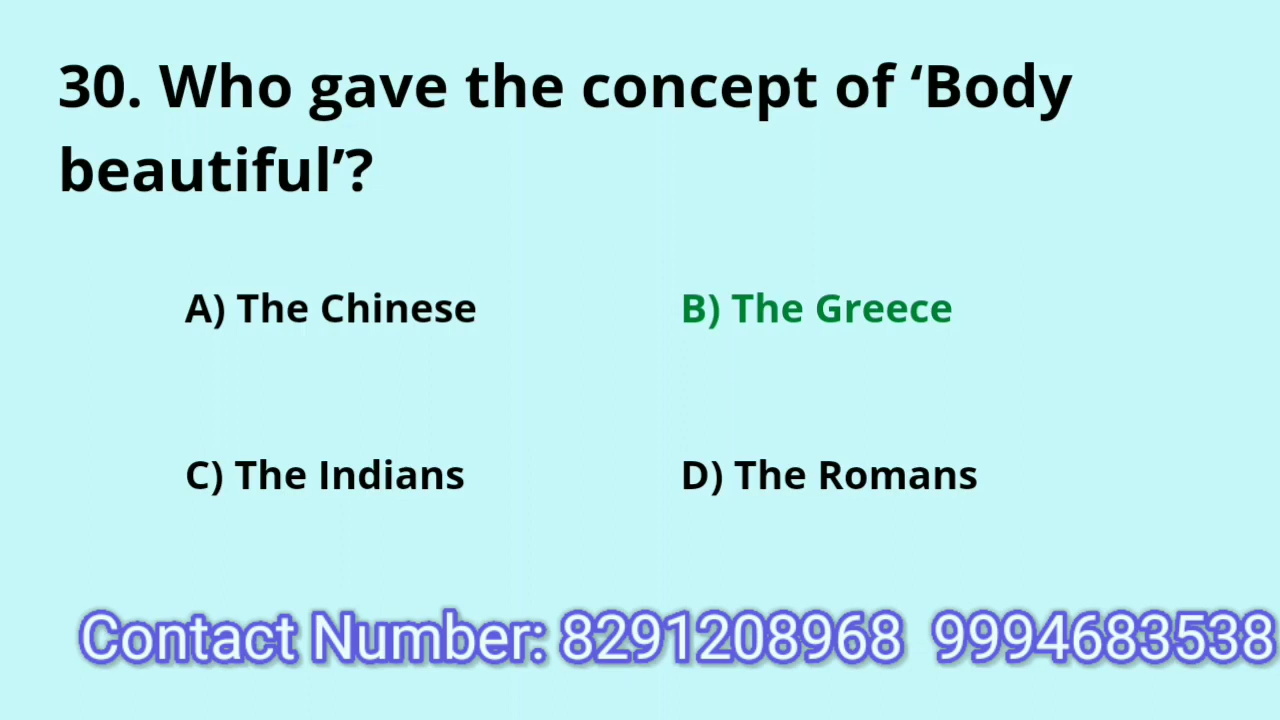 30. Who gave the concept of ‘Body
beautiful’?
A) The Chinese
B) The Greece
C) The Indians
D) The Romans
Contact Number: 8291208968 9994683538